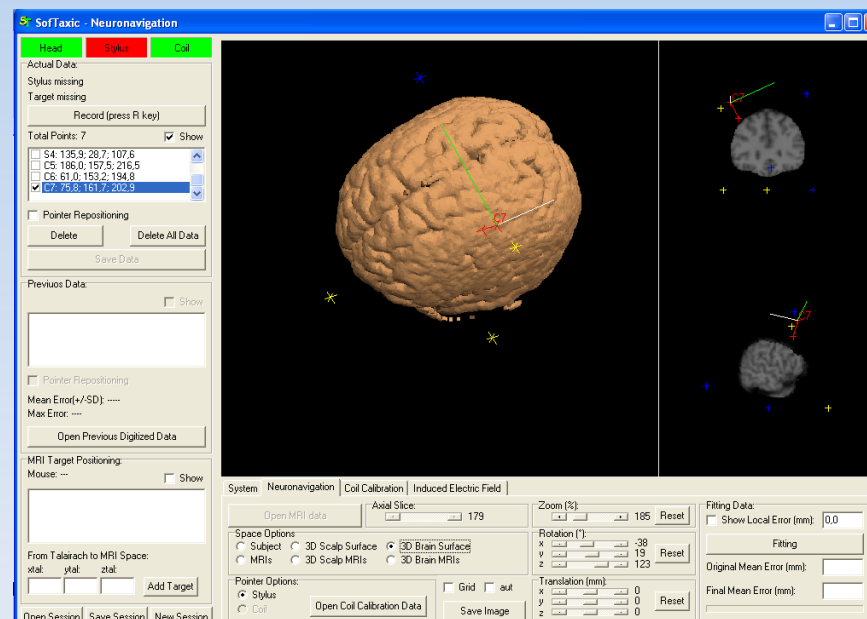 SofTaxic - Neuronavigation
Head Stylus Coil
Actual Data:
Stylus missing
Target missing
Record (press R key)
Total Points: 7 Show
S4: 135,9; 28,7; 107,6
C5: 186,0; 157,5; 216,5
C6: 61,0; 153,2; 194,8
C7: 75,8; 161,7; 202,9
Pointer Repositioning
Delete Delete All Data
Save Data
Previuos Data:
Show
Pointer Repositioning
Mean Error(+/-SD): -----
Max Error: ----
Open Previous Digitized Data
MRI Target Positioning:
Mouse: --- Show
From Talairach to MRI Space:
xtal: ytal: ztal:
Add Target
Open Session Save Session New Session
C7
C7
C7
System Neuronavigation Coil Calibration Induced Electric Field
Open MRI data
Axial Slice:
179
Space Options
Subject 3D Scalp Surface 3D Brain Surface
MRIs 3D Scalp MRIs 3D Brain MRIs
Pointer Options:
Stylus
Coil
Open Coil Calibration Data
Grid aut
Save Image
Zoom (%):
185 Reset
Rotation (°):
x -38
y 19 Reset
z 123
Translation (mm):
x 0
y 0 Reset
z 0
Fitting Data:
Show Local Error (mm): 0,0
Fitting
Original Mean Error (mm):
Final Mean Error (mm):